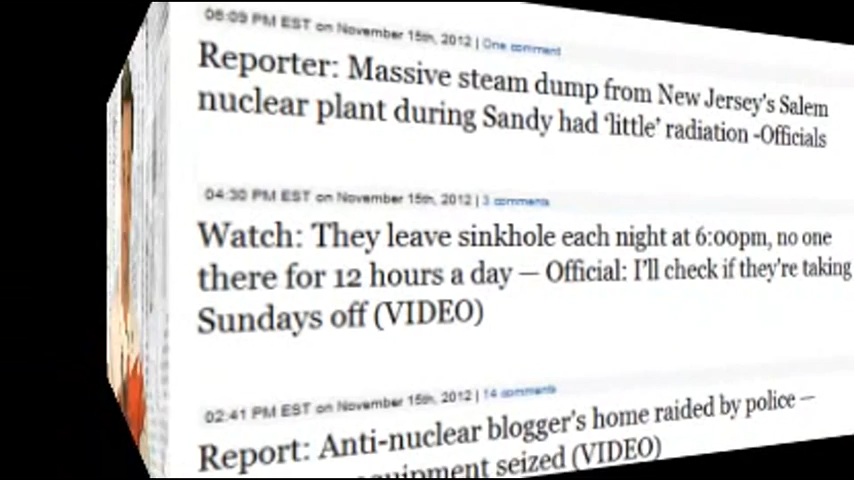 06:09 PM EST on November 15th, 2012 | One comment
Reporter: Massive steam dump from New Jersey's Salem
nuclear plant during Sandy had ‘little’ radiation -Officials
04:30 PM EST on November 15th, 2012 | 3 comments
Watch: They leave sinkhole each night at 6:00pm, no one
there for 12 hours a day — Official: I'll check if they're taking
Sundays off (VIDEO)
02:41 PM EST on November 15th, 2012 | 14 comments
Report: Anti-nuclear blogger's home raided by police —
seized (VIDEO)